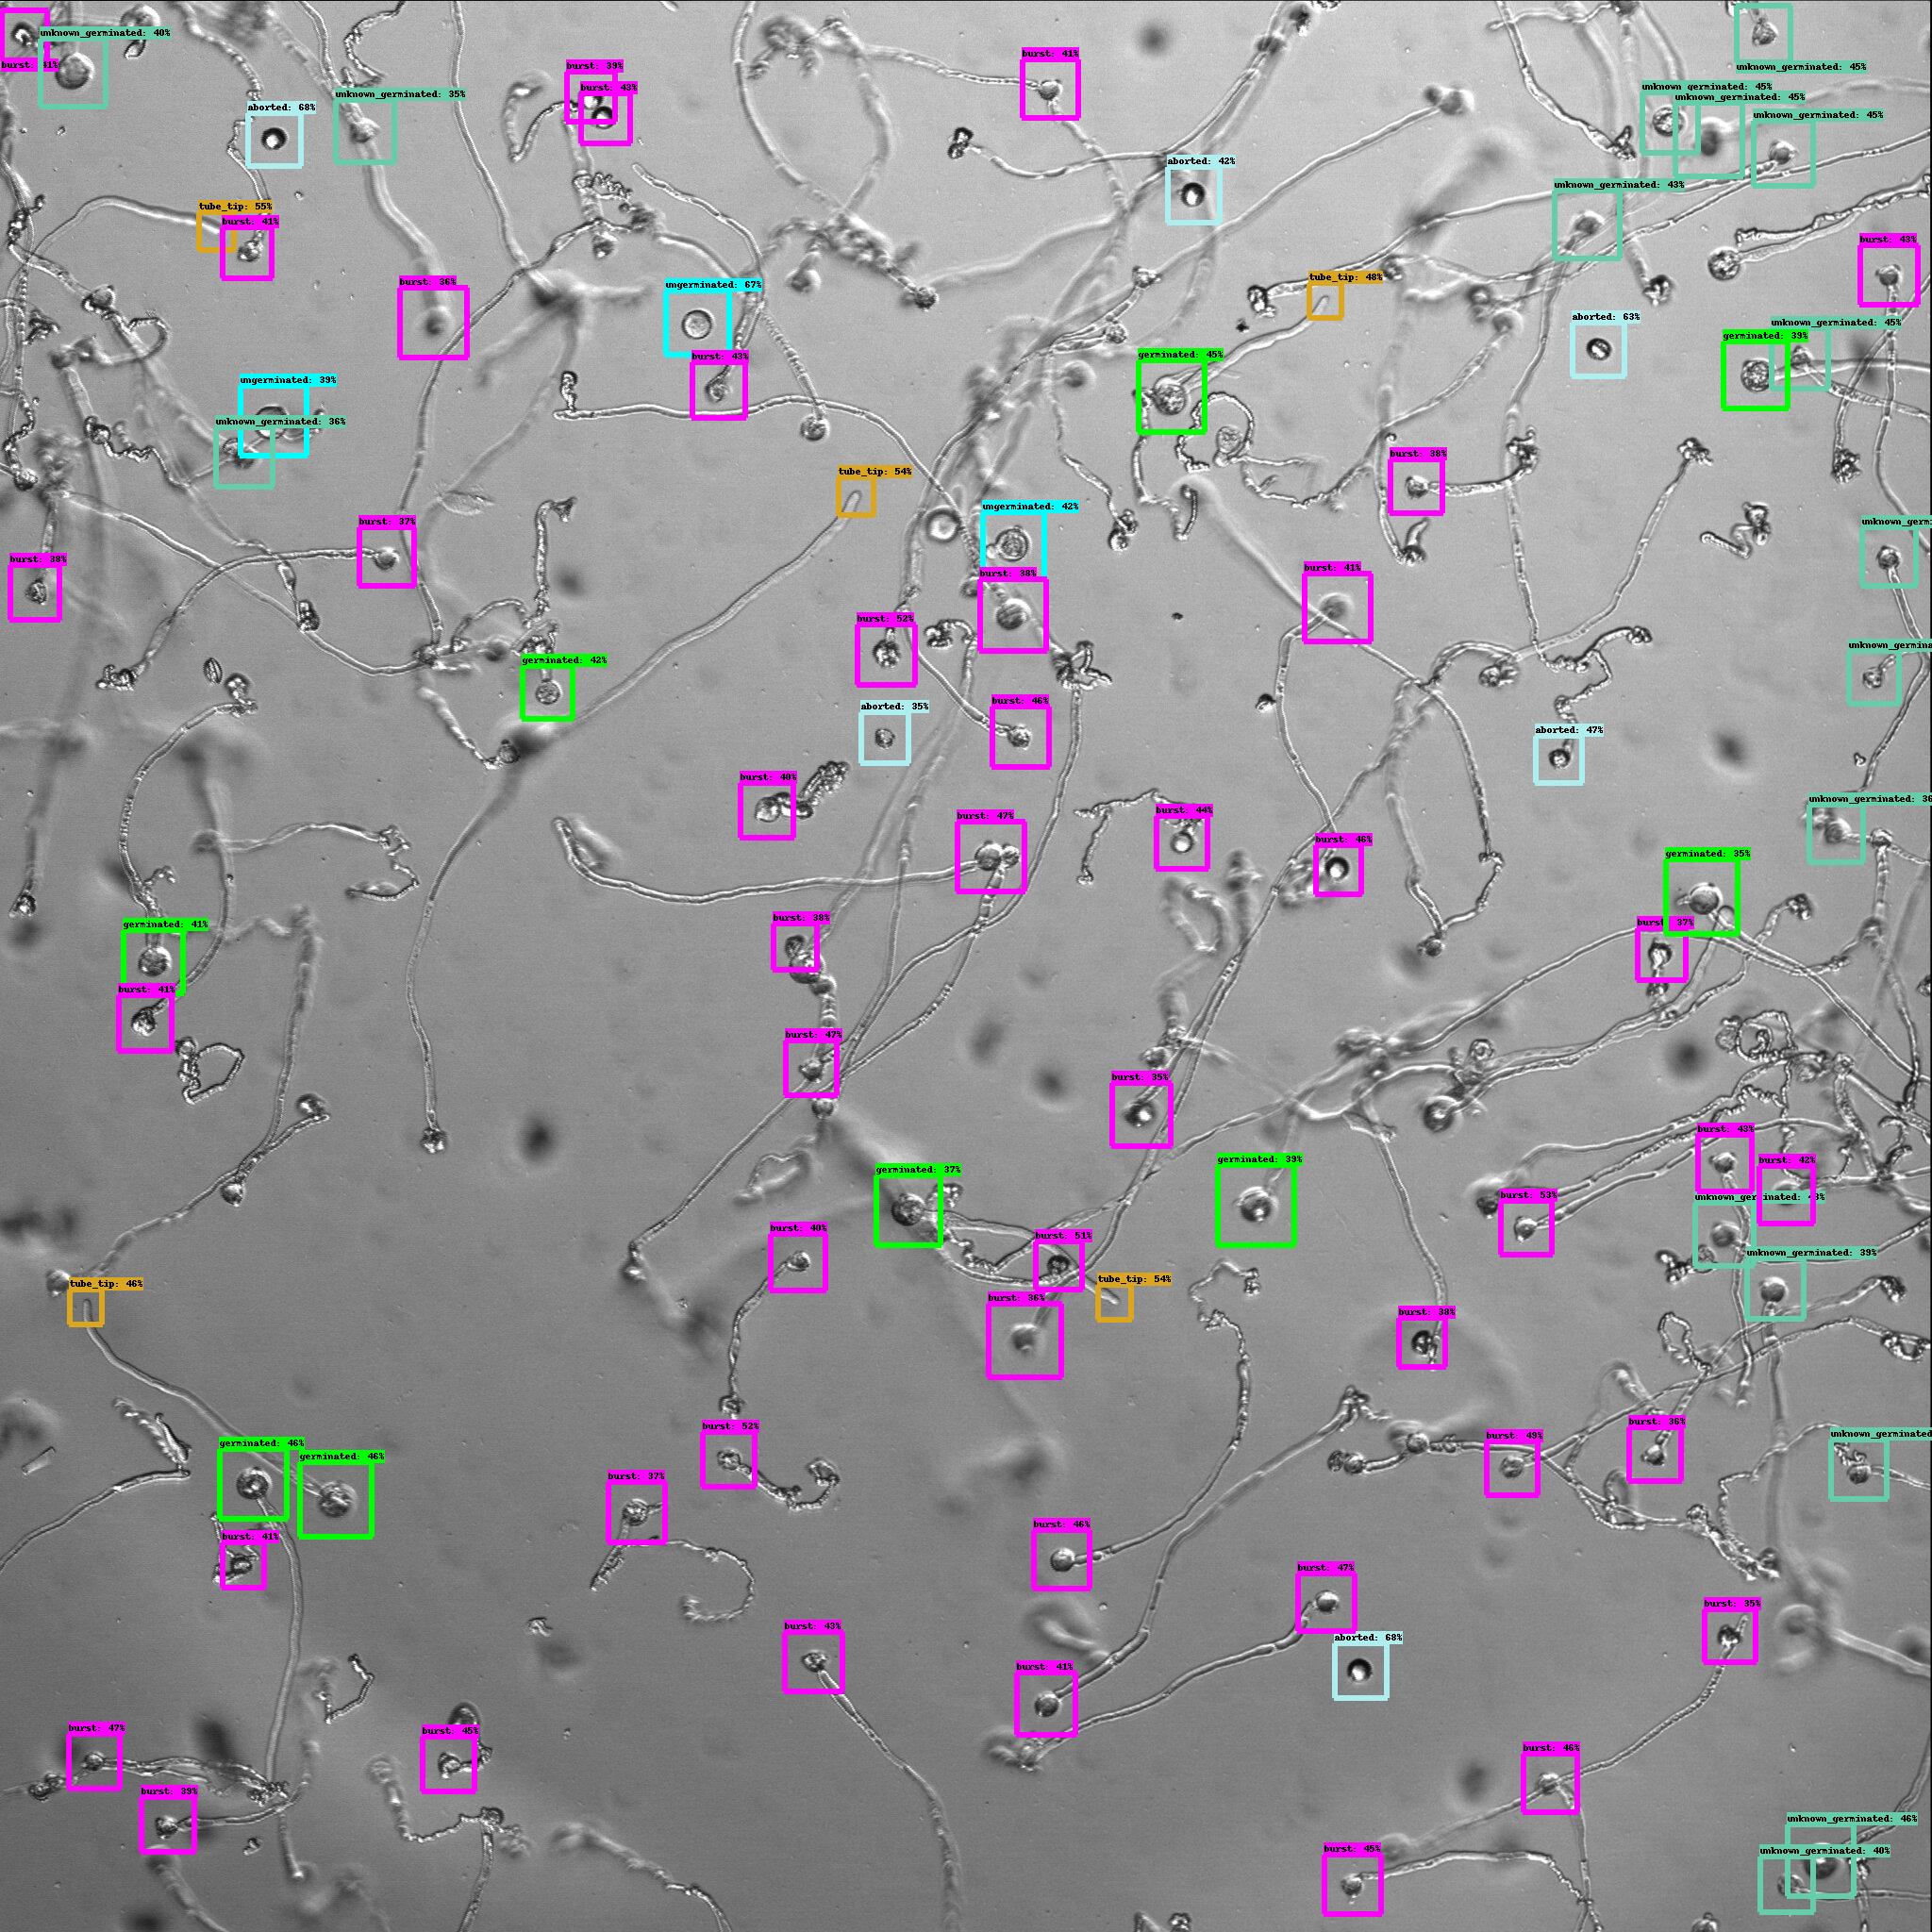 unknown_germinated: 40%
burst: 41%
burst: 39%
burst: 43%
burst: 41%
unknown_germinated: 45%
unknown_germinated: 45%
unknown_germinated: 45%
unknown_germinated: 45%
unknown_germinated: 35%
aborted: 68%
aborted: 42%
unknown_germinated: 43%
tube_tip: 55%
burst: 41%
burst: 43%
burst: 36%
ungerminated: 67%
tube_tip: 48%
aborted: 63%
unknown_germinated: 45%
germinated: 39%
burst: 43%
germinated: 45%
ungerminated: 39%
unknown_germinated: 36%
burst: 38%
tube_tip: 54%
ungerminated: 42%
burst: 37%
unknown_germ
burst: 38%
burst: 38%
burst: 41%
burst: 52%
unknown_germina
germinated: 42%
burst: 46%
aborted: 35%
aborted: 47%
burst: 40%
unknown_germinated: 36
burst: 47%
burst: 44%
burst: 46%
germinated: 35%
burst: 37%
burst: 38%
germinated: 41%
burst: 41%
burst: 47%
burst: 35%
burst: 43%
burst: 42%
germinated: 37%
germinated: 39%
burst: 53%
unknown_germinated: 43%
burst: 40%
burst: 51%
unknown_germinated: 39%
tube_tip: 46%
tube_tip: 54%
burst: 36%
burst: 38%
burst: 52%
burst: 49%
burst: 36%
unknown_germinated
germinated: 46%
germinated: 46%
burst: 37%
burst: 41%
burst: 46%
burst: 47%
burst: 35%
burst: 43%
aborted: 68%
burst: 41%
burst: 47%
burst: 45%
burst: 46%
burst: 39%
unknown_germinated: 46%
burst: 45%
unknown_germinated: 40%